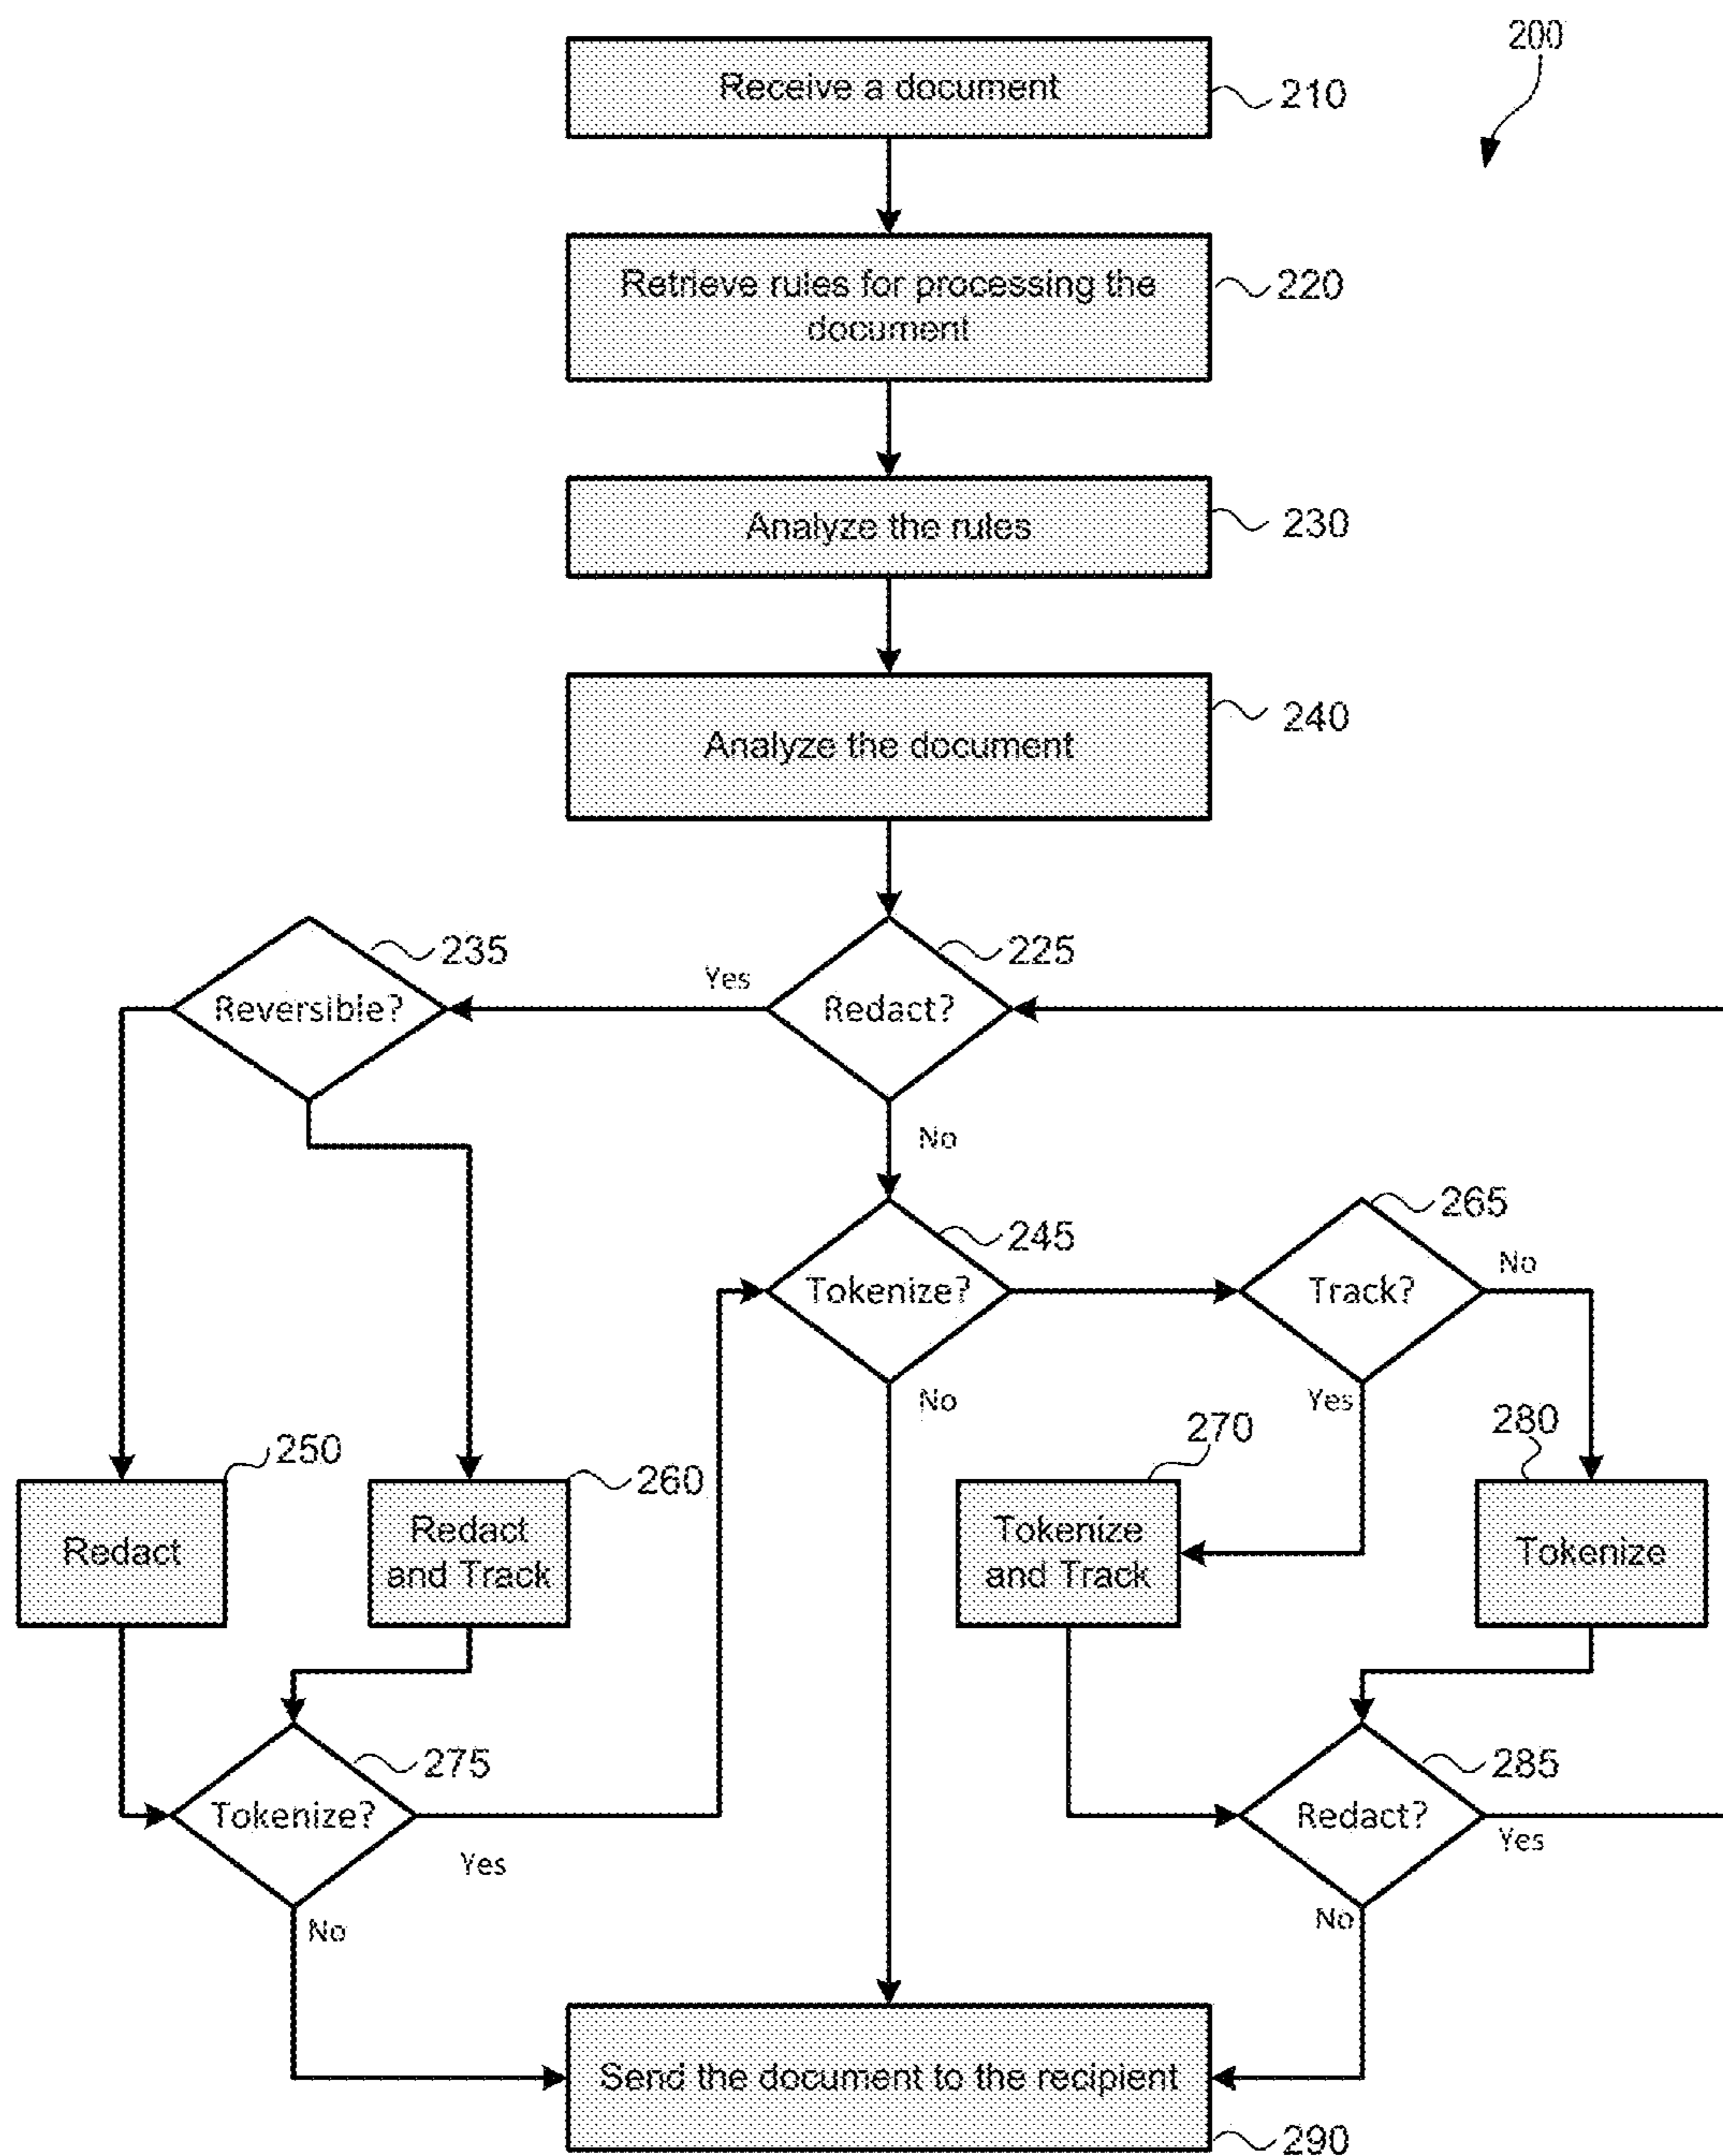 200
Receive a document
210
Retrieve rules for processing the
document
220
Analyze the rules
230
Analyze the document
240
235
Reversible?
Yes
225
Redact?
No
245
Tokenize?
No
265
Track?
No
Yes
250
Redact
260
Redact
and Track
270
Tokenize
and Track
280
Tokenize
275
Tokenize?
Yes
No
285
Redact?
Yes
No
Send the document to the recipient
290